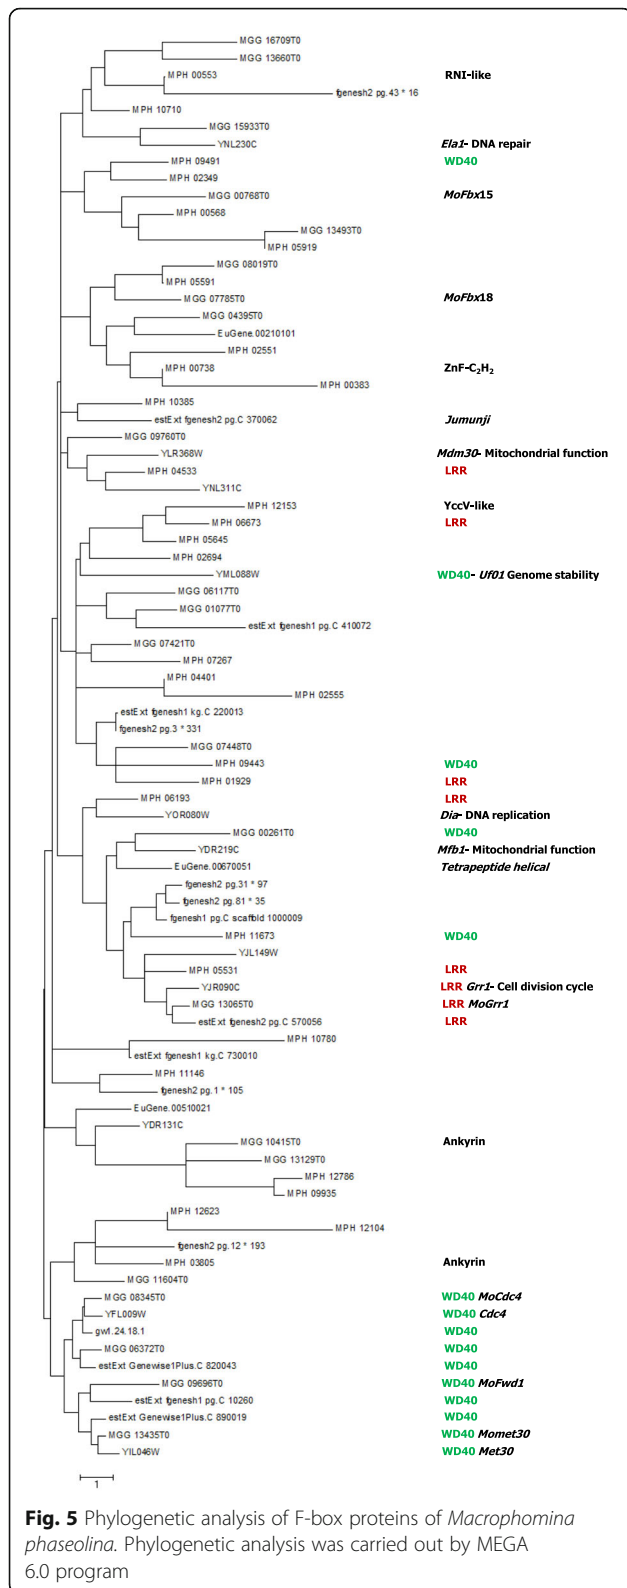 MGG 16709T0
MGG 13660T0
MPH 00553 RNI-like
fgenesh2 pg.43 * 16
MPH 10710
MGG 15933T0
YNL230C Ela1- DNA repair
MPH 09491 WD40
MPH 02349
MGG 00768T0 MoFbx15
MPH 00568
MGG 13493T0
MPH 05919
MGG 08019T0
MPH 05591
MGG 07785T0 MoFbx18
MGG 04395T0
EuGene.00210101
MPH 02551
MPH 00738 ZnF-C₂H₂
MPH 00383
MPH 10385
estExt fgenesh2 pg.C 370062 Jumunji
MGG 09760T0
YLR368W Mdm30- Mitochondrial function
MPH 04533 LRR
YNL311C
MPH 12153 YccV-like
MPH 06673 LRR
MPH 05645
MPH 02694
YML088W WD40- Uf01 Genome stability
MGG 06117T0
MGG 01077T0
estExt fgenesh1 pg.C 410072
MGG 07421T0
MPH 07267
MPH 04401
MPH 02555
estExt fgenesh1 kg.C 220013
fgenesh2 pg.3 * 331
MGG 07448T0
MPH 09443 WD40
MPH 01929 LRR
MPH 06193 LRR
YOR080W Dia- DNA replication
MGG 00261T0 WD40
YDR219C Mfb1- Mitochondrial function
EuGene.00670051 Tetrapeptide helical
fgenesh2 pg.31 * 97
fgenesh2 pg.81 * 35
fgenesh1 pg.C scaffold 1000009
MPH 11673 WD40
YJL149W
MPH 05531 LRR
YJR090C LRR Grr1- Cell division cycle
MGG 13065T0 LRR MoGrr1
estExt fgenesh2 pg.C 570056 LRR
MPH 10780
estExt fgenesh1 kg.C 730010
MPH 11146
fgenesh2 pg.1 * 105
EuGene.00510021
YDR131C
MGG 10415T0 Ankyrin
MGG 13129T0
MPH 12786
MPH 09935
MPH 12623
MPH 12104
fgenesh2 pg.12 * 193
MPH 03805 Ankyrin
MGG 11604T0
MGG 08345T0 WD40 MoCdc4
YFL009W WD40 Cdc4
gw1.24.18.1 WD40
MGG 06372T0 WD40
estExt Genewise1Plus.C 820043 WD40
MGG 09696T0 WD40 MoFwd1
estExt fgenesh1 pg.C 10260 WD40
estExt Genewise1Plus.C 890019 WD40
MGG 13435T0 WD40 Momet30
YIL046W WD40 Met30
1
Fig. 5 Phylogenetic analysis of F-box proteins of Macrophomina
phaseolina. Phylogenetic analysis was carried out by MEGA
6.0 program